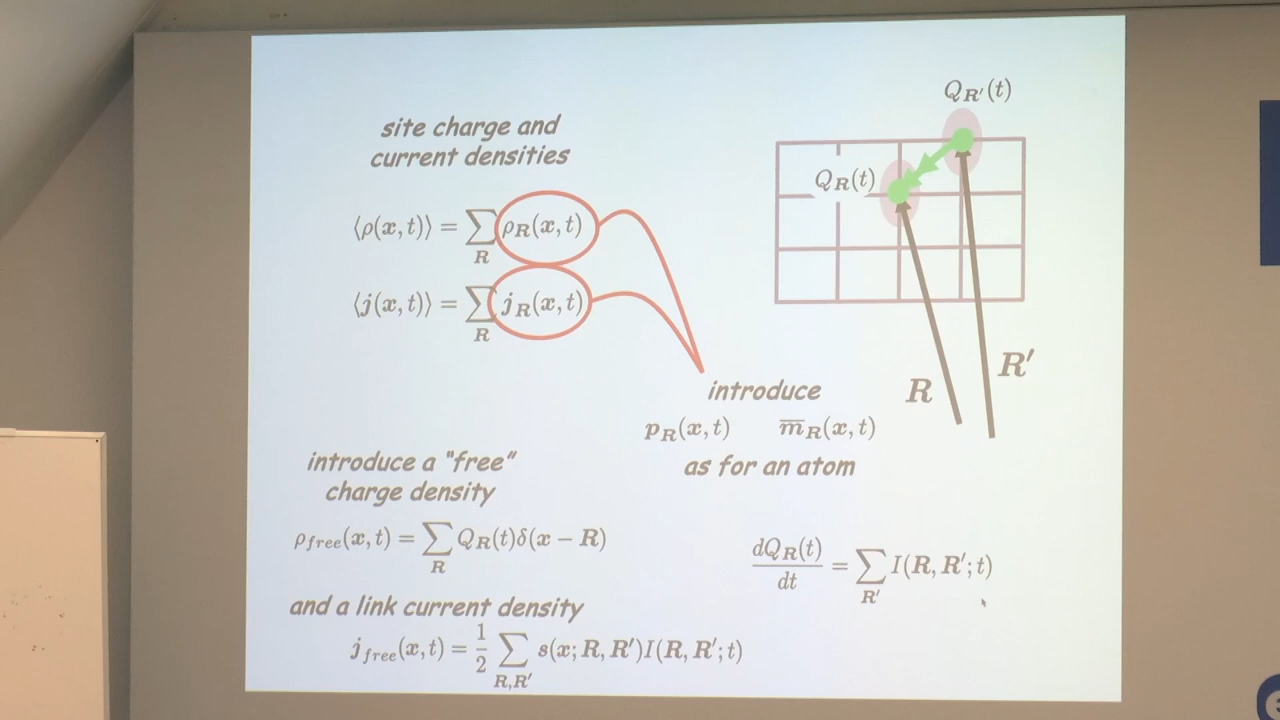 site charge and
current densities
⟨ρ(x,t)⟩ = ∑_R ρ_R(x,t)
⟨j(x,t)⟩ = ∑_R j_R(x,t)
Q_R'(t)
Q_R(t)
R
R'
introduce
p_R(x,t) m̅_R(x,t)
as for an atom
introduce a "free"
charge density
ρ_free(x,t) = ∑_R Q_R(t)δ(x − R)
dQ_R(t)/dt = ∑_R' I(R,R';t)
and a link current density
j_free(x,t) = 1/2 ∑_R,R' s(x;R,R')I(R,R';t)